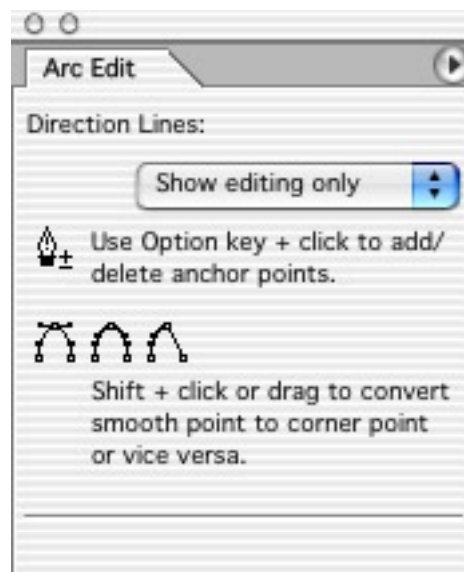 Arc Edit
Direction Lines:
Show editing only
Use Option key + click to add/
delete anchor points.
Shift + click or drag to convert
smooth point to corner point
or vice versa.